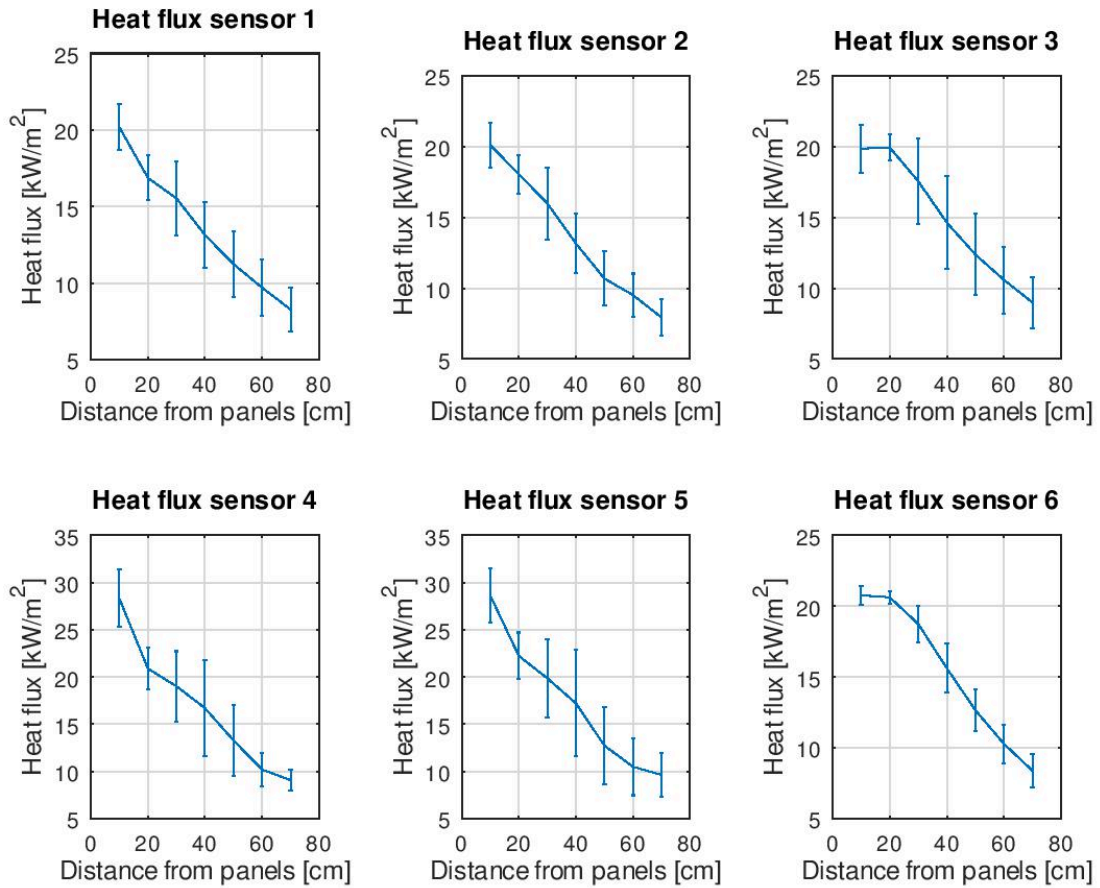 Heat flux sensor 1
Heat flux [kW/m²]
25
20
15
10
5
0 20 40 60 80
Distance from panels [cm]
Heat flux sensor 2
Heat flux [kW/m²]
25
20
15
10
5
0 20 40 60 80
Distance from panels [cm]
Heat flux sensor 3
Heat flux [kW/m²]
25
20
15
10
5
0 20 40 60 80
Distance from panels [cm]
Heat flux sensor 4
Heat flux [kW/m²]
35
30
25
20
15
10
5
0 20 40 60 80
Distance from panels [cm]
Heat flux sensor 5
Heat flux [kW/m²]
35
30
25
20
15
10
5
0 20 40 60 80
Distance from panels [cm]
Heat flux sensor 6
Heat flux [kW/m²]
25
20
15
10
5
0 20 40 60 80
Distance from panels [cm]